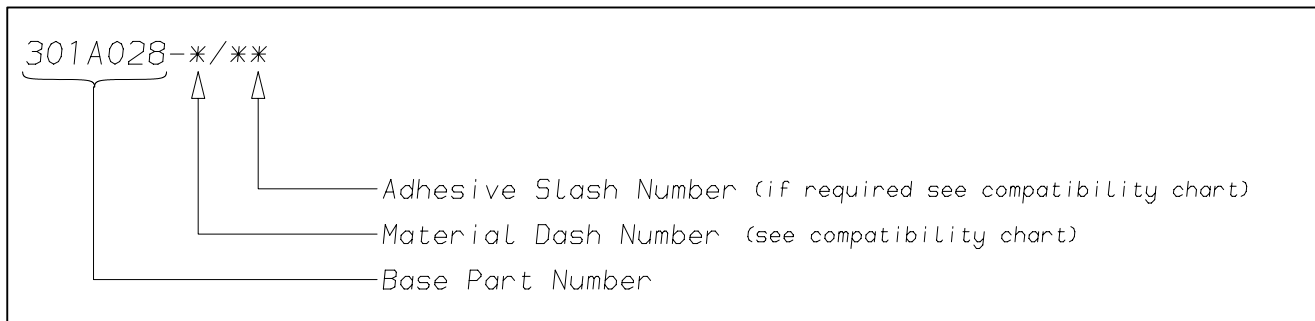 301A028-*/**
Adhesive Slash Number (if required see compatibility chart)
Material Dash Number (see compatibility chart)
Base Part Number